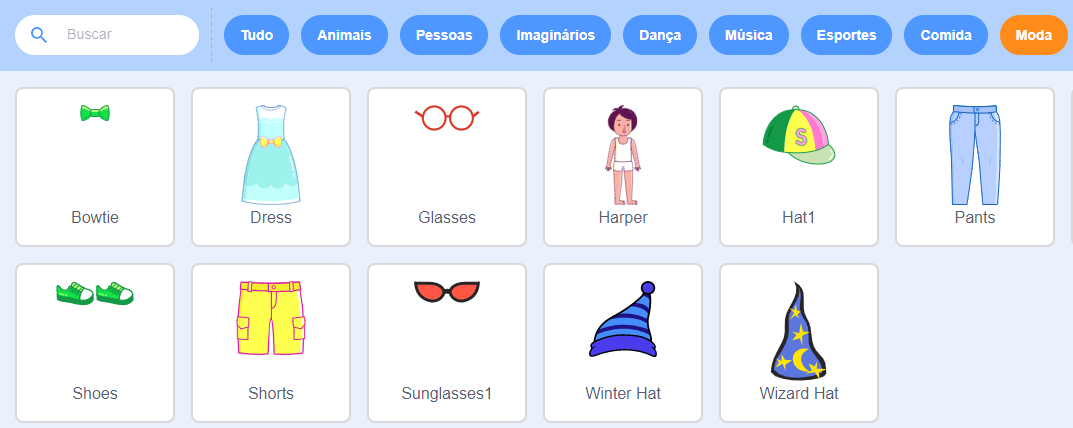 Buscar Tudo Animais Pessoas Imaginários Dança Música Esportes Comida Moda
S
Bowtie Dress Glasses Harper Hat1 Pants
Shoes Shorts Sunglasses1 Winter Hat Wizard Hat